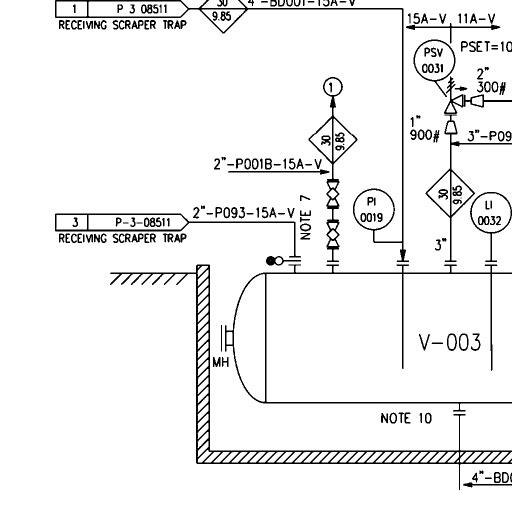 1 P 3 08511
RECEIVING SCRAPER TRAP
30
9.85
4"-BD001-15A-V
15A-V 11A-V
PSV
0031
PSET=10
2"
300#
1
1"
900#
30
9.85
3"-P09
2"-P001B-15A-V
30
9.85
3 P-3-08511
RECEIVING SCRAPER TRAP
2"-P093-15A-V
NOTE 7
PI
0019
LI
0032
3"
V-003
MH
NOTE 10
4"-BD0